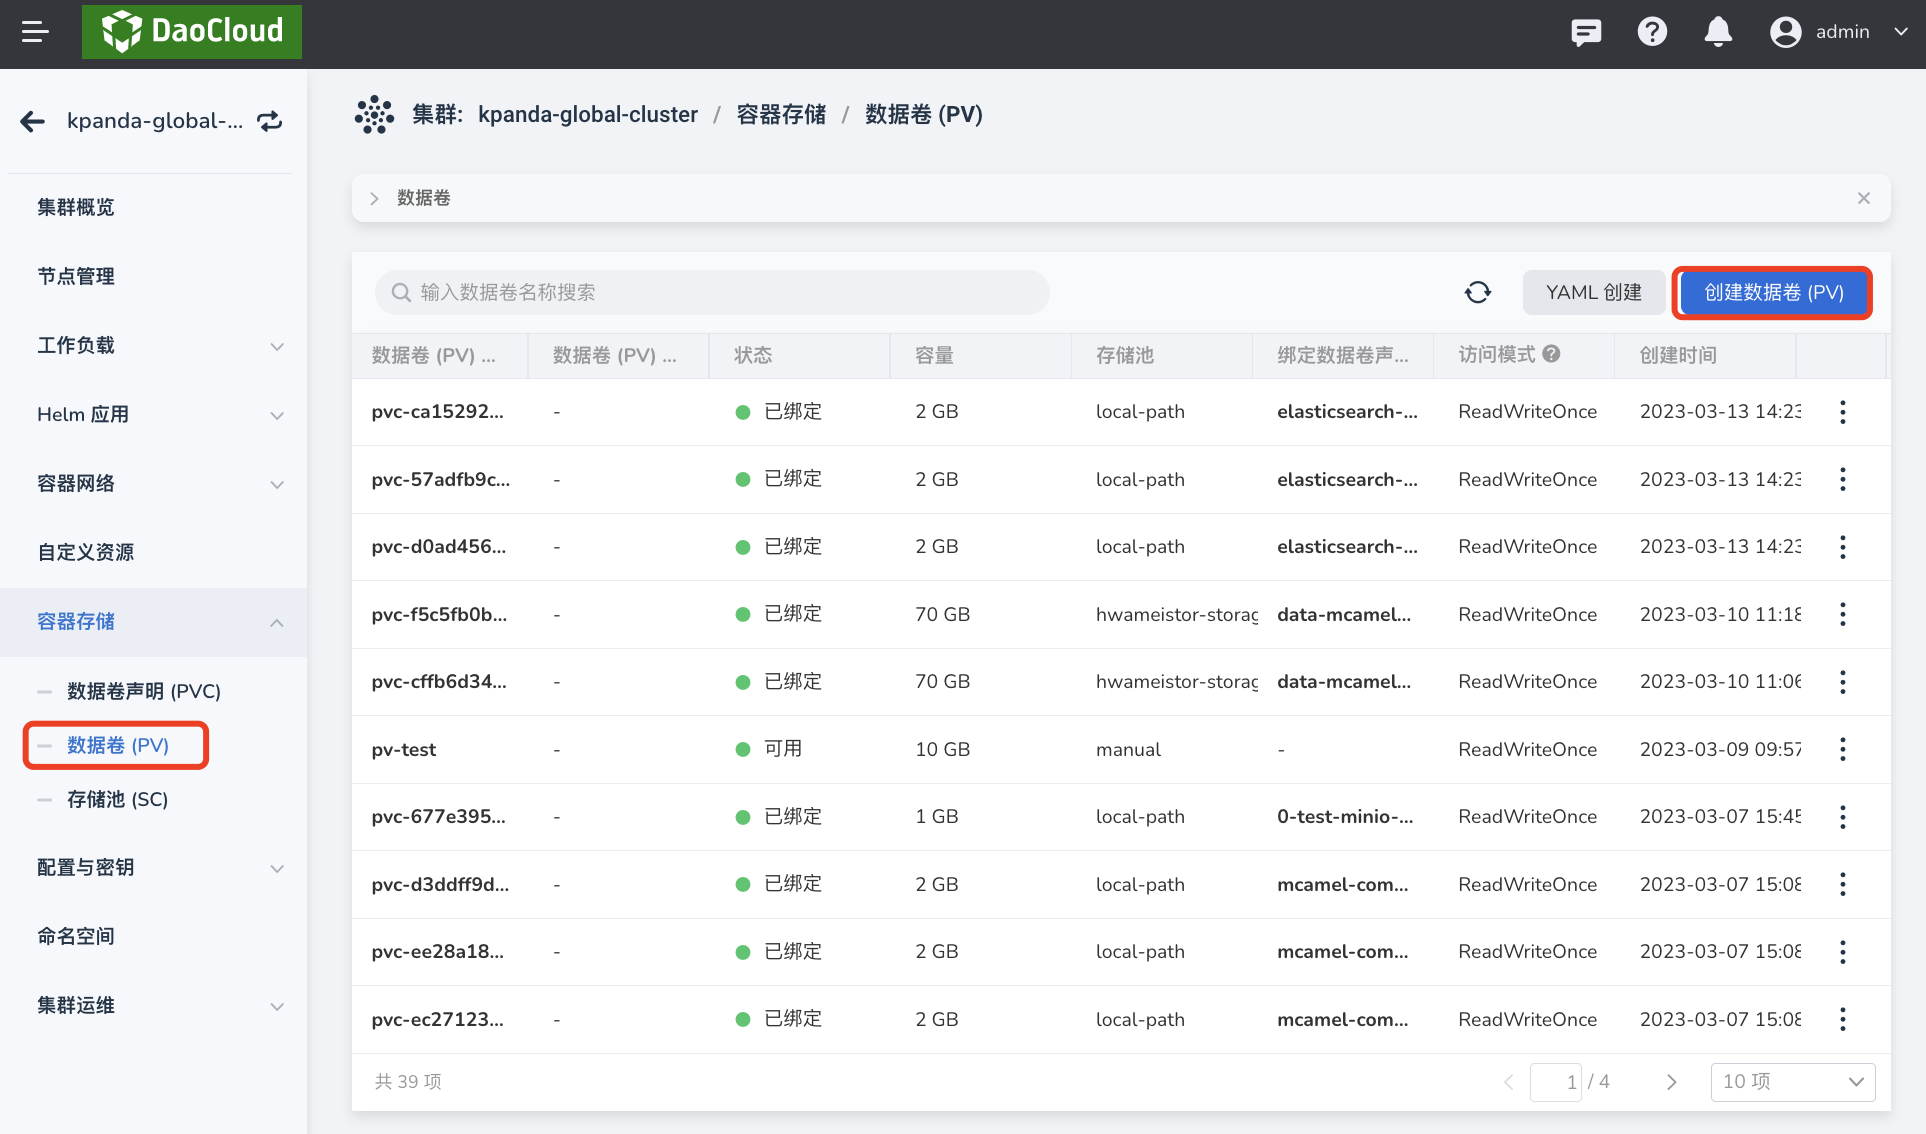 DaoCloud
admin
kpanda-global-...
集群: kpanda-global-cluster / 容器存储 / 数据卷 (PV)
集群概览
节点管理
工作负载
Helm 应用
容器网络
自定义资源
容器存储
数据卷声明 (PVC)
数据卷 (PV)
存储池 (SC)
配置与密钥
命名空间
集群运维
数据卷
输入数据卷名称搜索
YAML 创建
创建数据卷 (PV)
数据卷 (PV) ... 数据卷 (PV) ... 状态 容量 存储池 绑定数据卷声... 访问模式 创建时间
pvc-ca15292... - 已绑定 2 GB local-path elasticsearch-... ReadWriteOnce 2023-03-13 14:23
pvc-57adfb9c... - 已绑定 2 GB local-path elasticsearch-... ReadWriteOnce 2023-03-13 14:23
pvc-d0ad456... - 已绑定 2 GB local-path elasticsearch-... ReadWriteOnce 2023-03-13 14:23
pvc-f5c5fb0b... - 已绑定 70 GB hwameistor-storag data-mcamel... ReadWriteOnce 2023-03-10 11:18
pvc-cffb6d34... - 已绑定 70 GB hwameistor-storag data-mcamel... ReadWriteOnce 2023-03-10 11:06
pv-test - 可用 10 GB manual - ReadWriteOnce 2023-03-09 09:57
pvc-677e395... - 已绑定 1 GB local-path 0-test-minio-... ReadWriteOnce 2023-03-07 15:45
pvc-d3ddff9d... - 已绑定 2 GB local-path mcamel-com... ReadWriteOnce 2023-03-07 15:08
pvc-ee28a18... - 已绑定 2 GB local-path mcamel-com... ReadWriteOnce 2023-03-07 15:08
pvc-ec27123... - 已绑定 2 GB local-path mcamel-com... ReadWriteOnce 2023-03-07 15:08
共 39 项
1 / 4
10 项